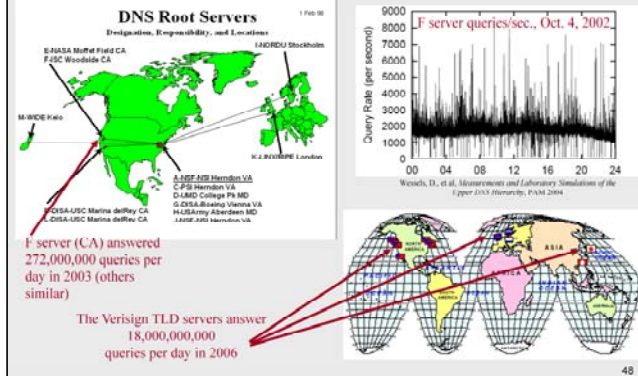 DNS Root Servers
1 Feb 98
Designation, Responsibility, and Locations
E-NASA Moffet Field CA
F-ISC Woodside CA
I-NORDU Stockholm
M-WIDE Keio
K-LINX/RIPE London
A-NSF-NSI Herndon VA
C-PSI Herndon VA
D-UMD College Pk MD
G-DISA-Boeing Vienna VA
H-USArmy Aberdeen MD
J-NSF-NSI Herndon VA
B-DISA-USC Marina delRey CA
L-DISA-USC Marina delRey CA
F server (CA) answered
272,000,000 queries per
day in 2003 (others
similar)
The Verisign TLD servers answer
18,000,000,000
queries per day in 2006
F server queries/sec., Oct. 4, 2002
Query Rate (per second)
9000
8000
7000
6000
5000
4000
3000
2000
1000
0
00 04 08 12 16 20 24
Wessels, D., et al, Measurements and Laboratory Simulations of the
Upper DNS Hierarchy, PAM 2004
NORTH
AMERICA
ASIA
AFRICA
SOUTH
AMERICA
AUSTRALIA
48